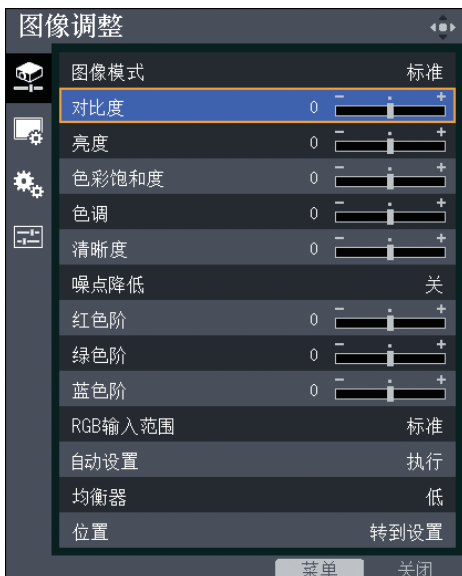 图像调整
图像模式 标准
对比度 0 - +
亮度 0 - +
色彩饱和度 0 - +
色调 0 - +
清晰度 0 - +
噪点降低 关
红色阶 0 - +
绿色阶 0 - +
蓝色阶 0 - +
RGB输入范围 标准
自动设置 执行
均衡器 低
位置 转到设置
菜单 关闭